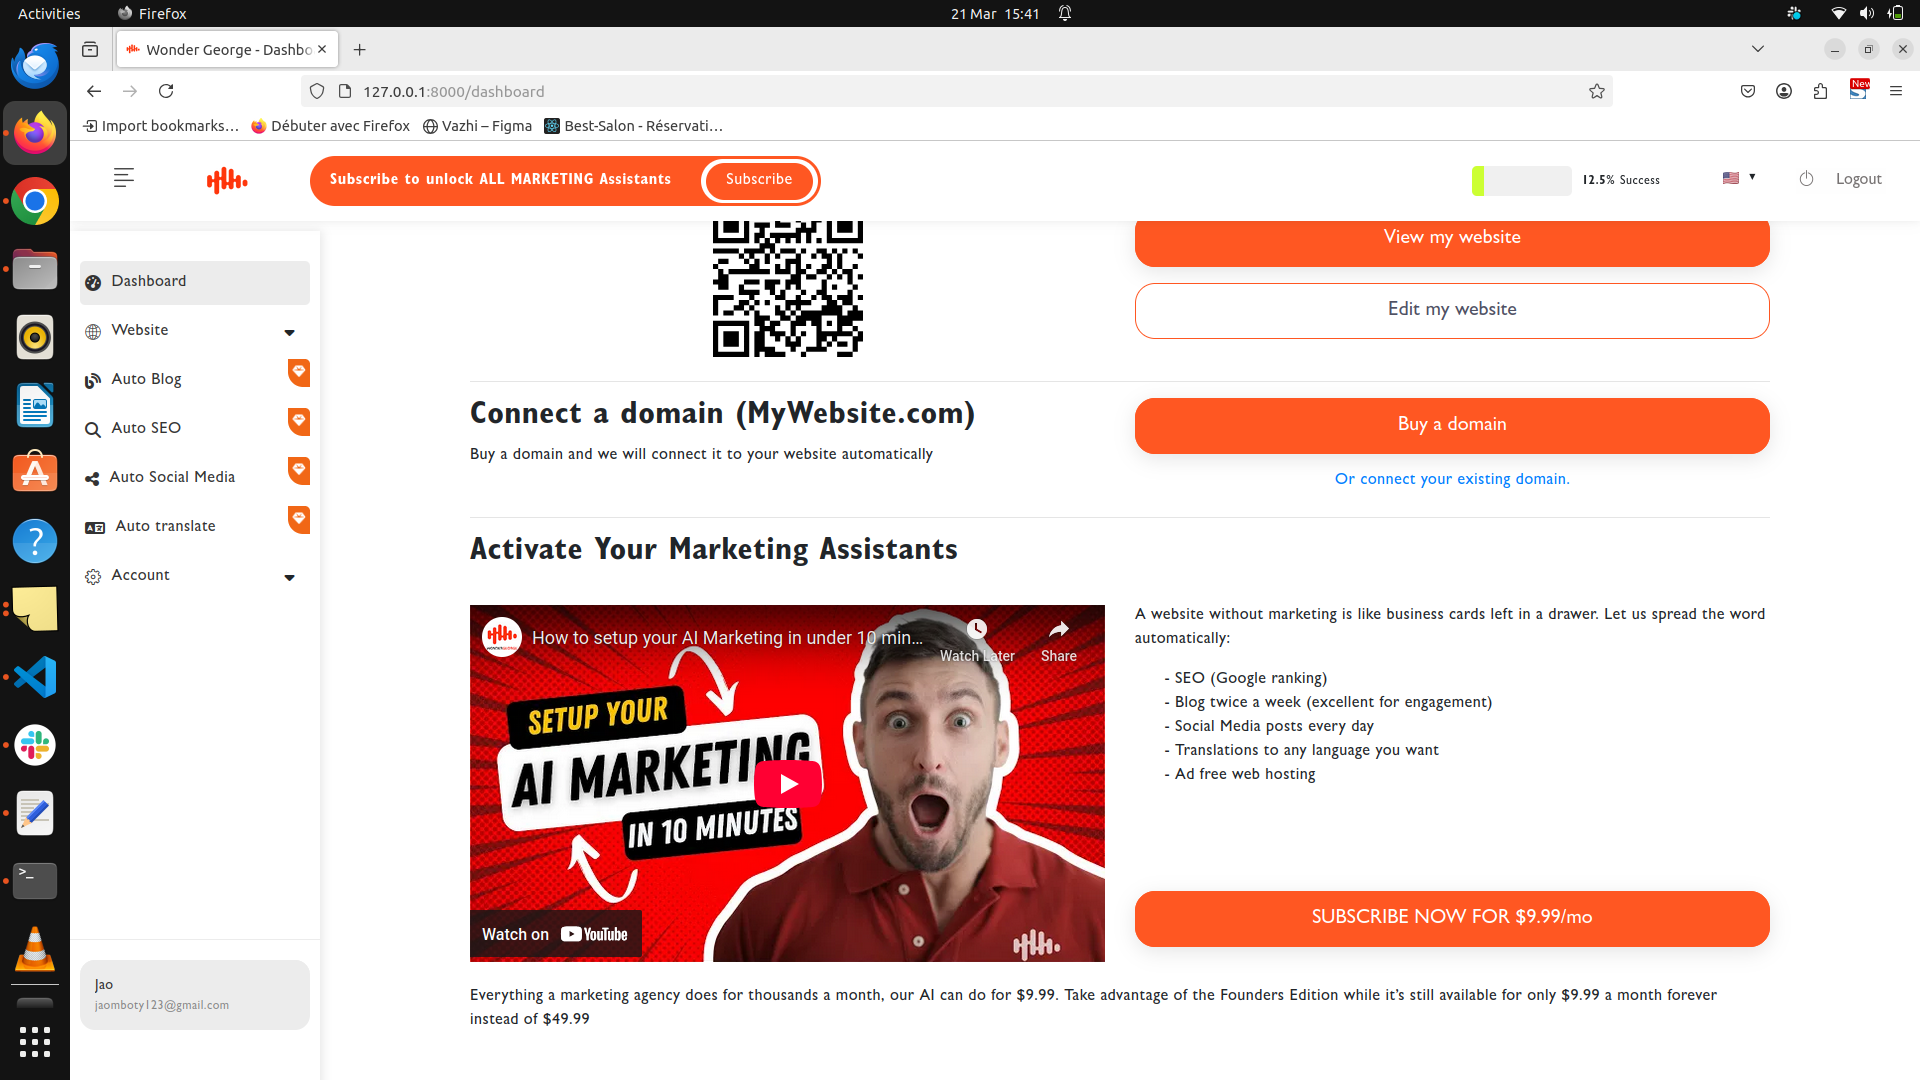 Activities
Firefox
21 Mar 15:41
Wonder George - Dashbo
127.0.0.1:8000/dashboard
New
Import bookmarks…
Débuter avec Firefox
Vazhi – Figma
Best-Salon - Réservati…
Subscribe to unlock ALL MARKETING Assistants
Subscribe
12.5% Success
Logout
Dashboard
Website
Auto Blog
Auto SEO
Auto Social Media
Auto translate
Account
Jao
jaomboty123@gmail.com
View my website
Edit my website
Connect a domain (MyWebsite.com)
Buy a domain and we will connect it to your website automatically
Buy a domain
Or connect your existing domain.
Activate Your Marketing Assistants
How to setup your AI Marketing in under 10 min…
Watch Later
Share
SETUP YOUR
AI MARKETING
IN 10 MINUTES
Watch on YouTube
A website without marketing is like business cards left in a drawer. Let us spread the word
automatically:
- SEO (Google ranking)
- Blog twice a week (excellent for engagement)
- Social Media posts every day
- Translations to any language you want
- Ad free web hosting
SUBSCRIBE NOW FOR $9.99/mo
Everything a marketing agency does for thousands a month, our AI can do for $9.99. Take advantage of the Founders Edition while it's still available for only $9.99 a month forever
instead of $49.99